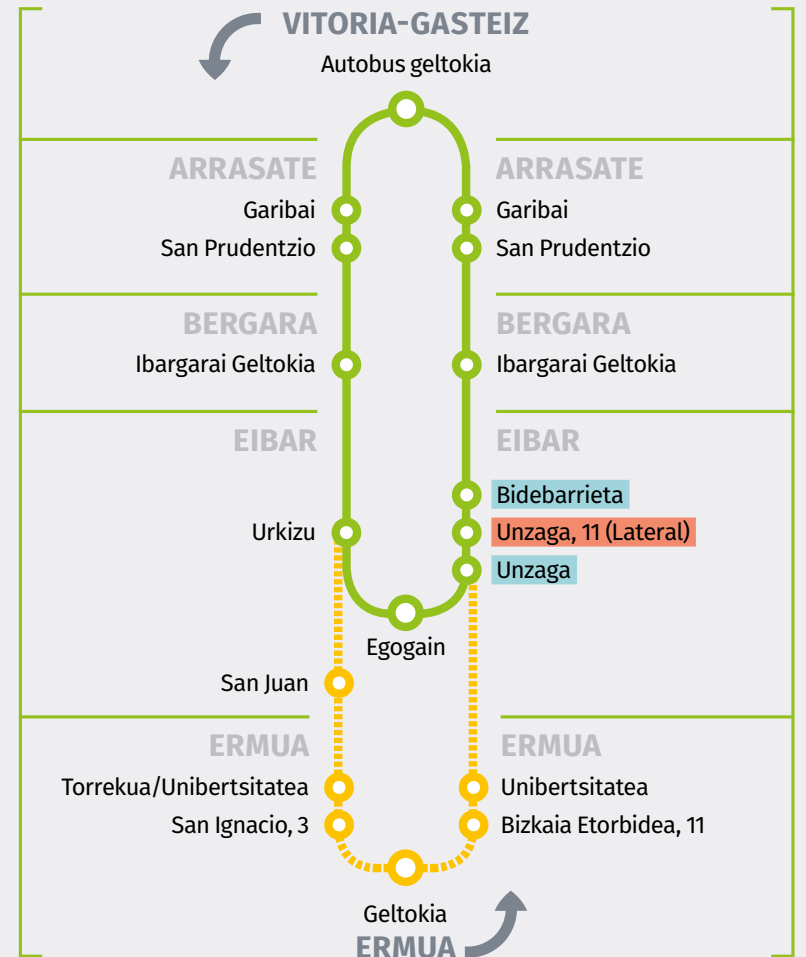 VITORIA-GASTEIZ
Autobus geltokia
ARRASATE
ARRASATE
Garibai
Garibai
San Prudentzio
San Prudentzio
BERGARA
BERGARA
Ibargarai Geltokia
Ibargarai Geltokia
EIBAR
EIBAR
Bidebarrieta
Urkizu
Unzaga, 11 (Lateral)
Unzaga
Egogain
San Juan
ERMUA
ERMUA
Torrekua/Unibertsitatea
Unibertsitatea
San Ignacio, 3
Bizkaia Etorbidea, 11
Geltokia
ERMUA